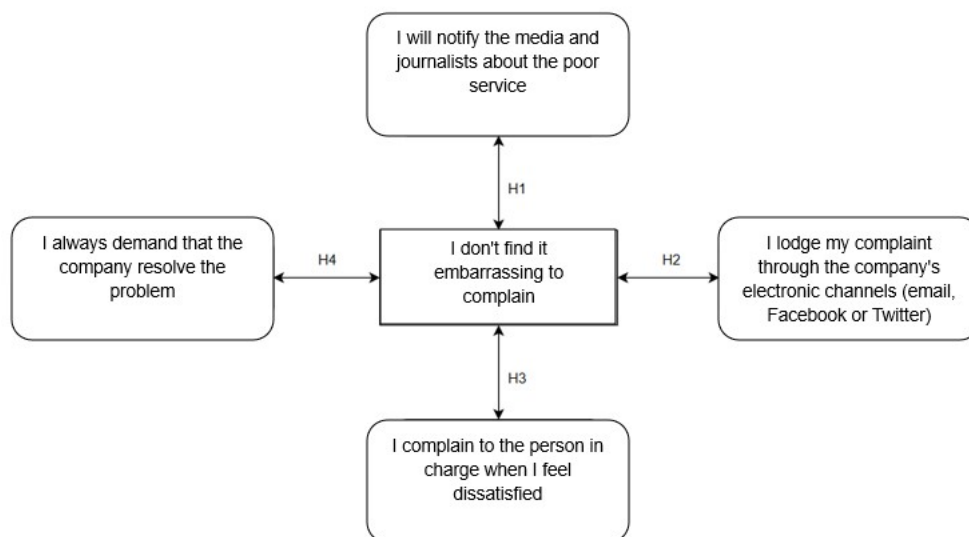 I will notify the media and
journalists about the poor
service
H1
I always demand that the
company resolve the
problem
H4
I don't find it
embarrassing to
complain
H2
I lodge my complaint
through the company's
electronic channels (email,
Facebook or Twitter)
H3
I complain to the person in
charge when I feel
dissatisfied